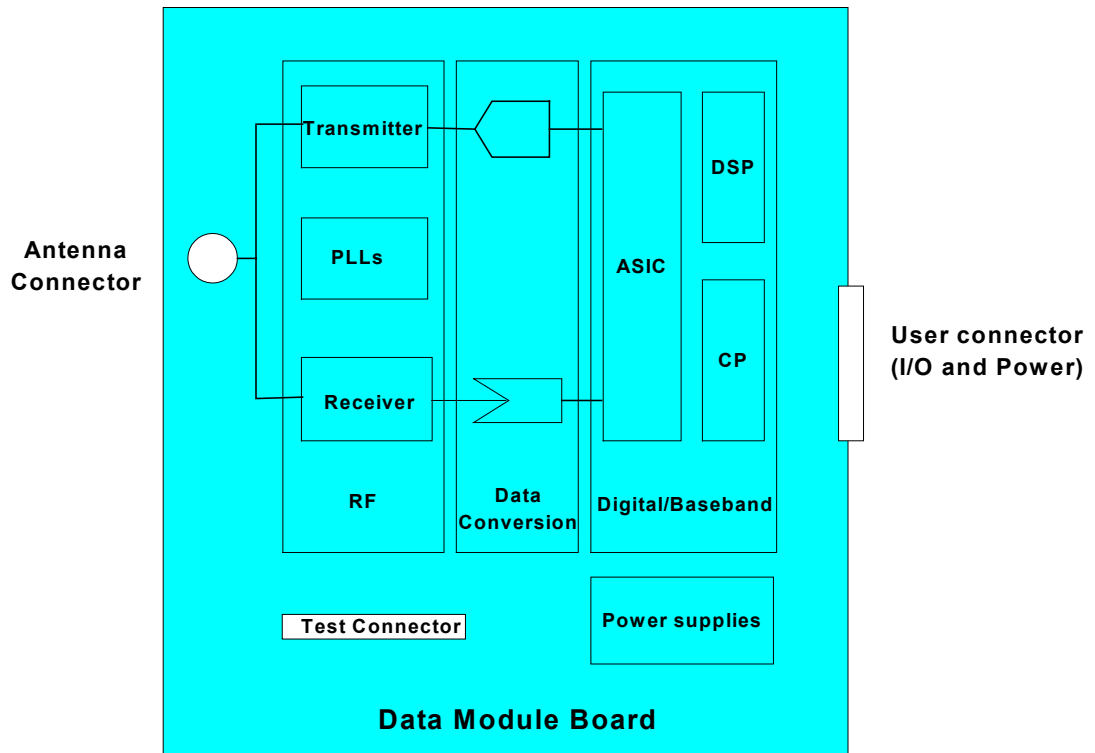 Antenna
Connector
Transmitter
PLLs
Receiver
RF
Data
Conversion
ASIC
DSP
CP
Digital/Baseband
User connector
(I/O and Power)
Test Connector
Power supplies
Data Module Board